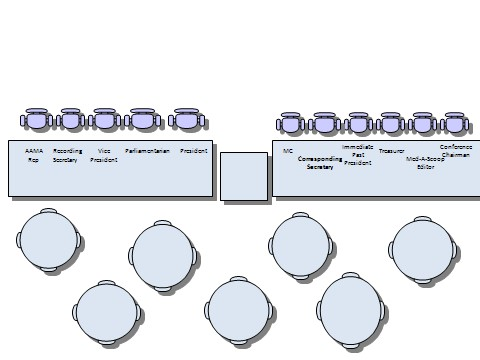 AAMA Rep
Recording Secretary
Vice President
Parliamentarian
President
MC
Corresponding Secretary
Immediate Past President
Treasurer
Med-A-Scoop Editor
Conference Chairman